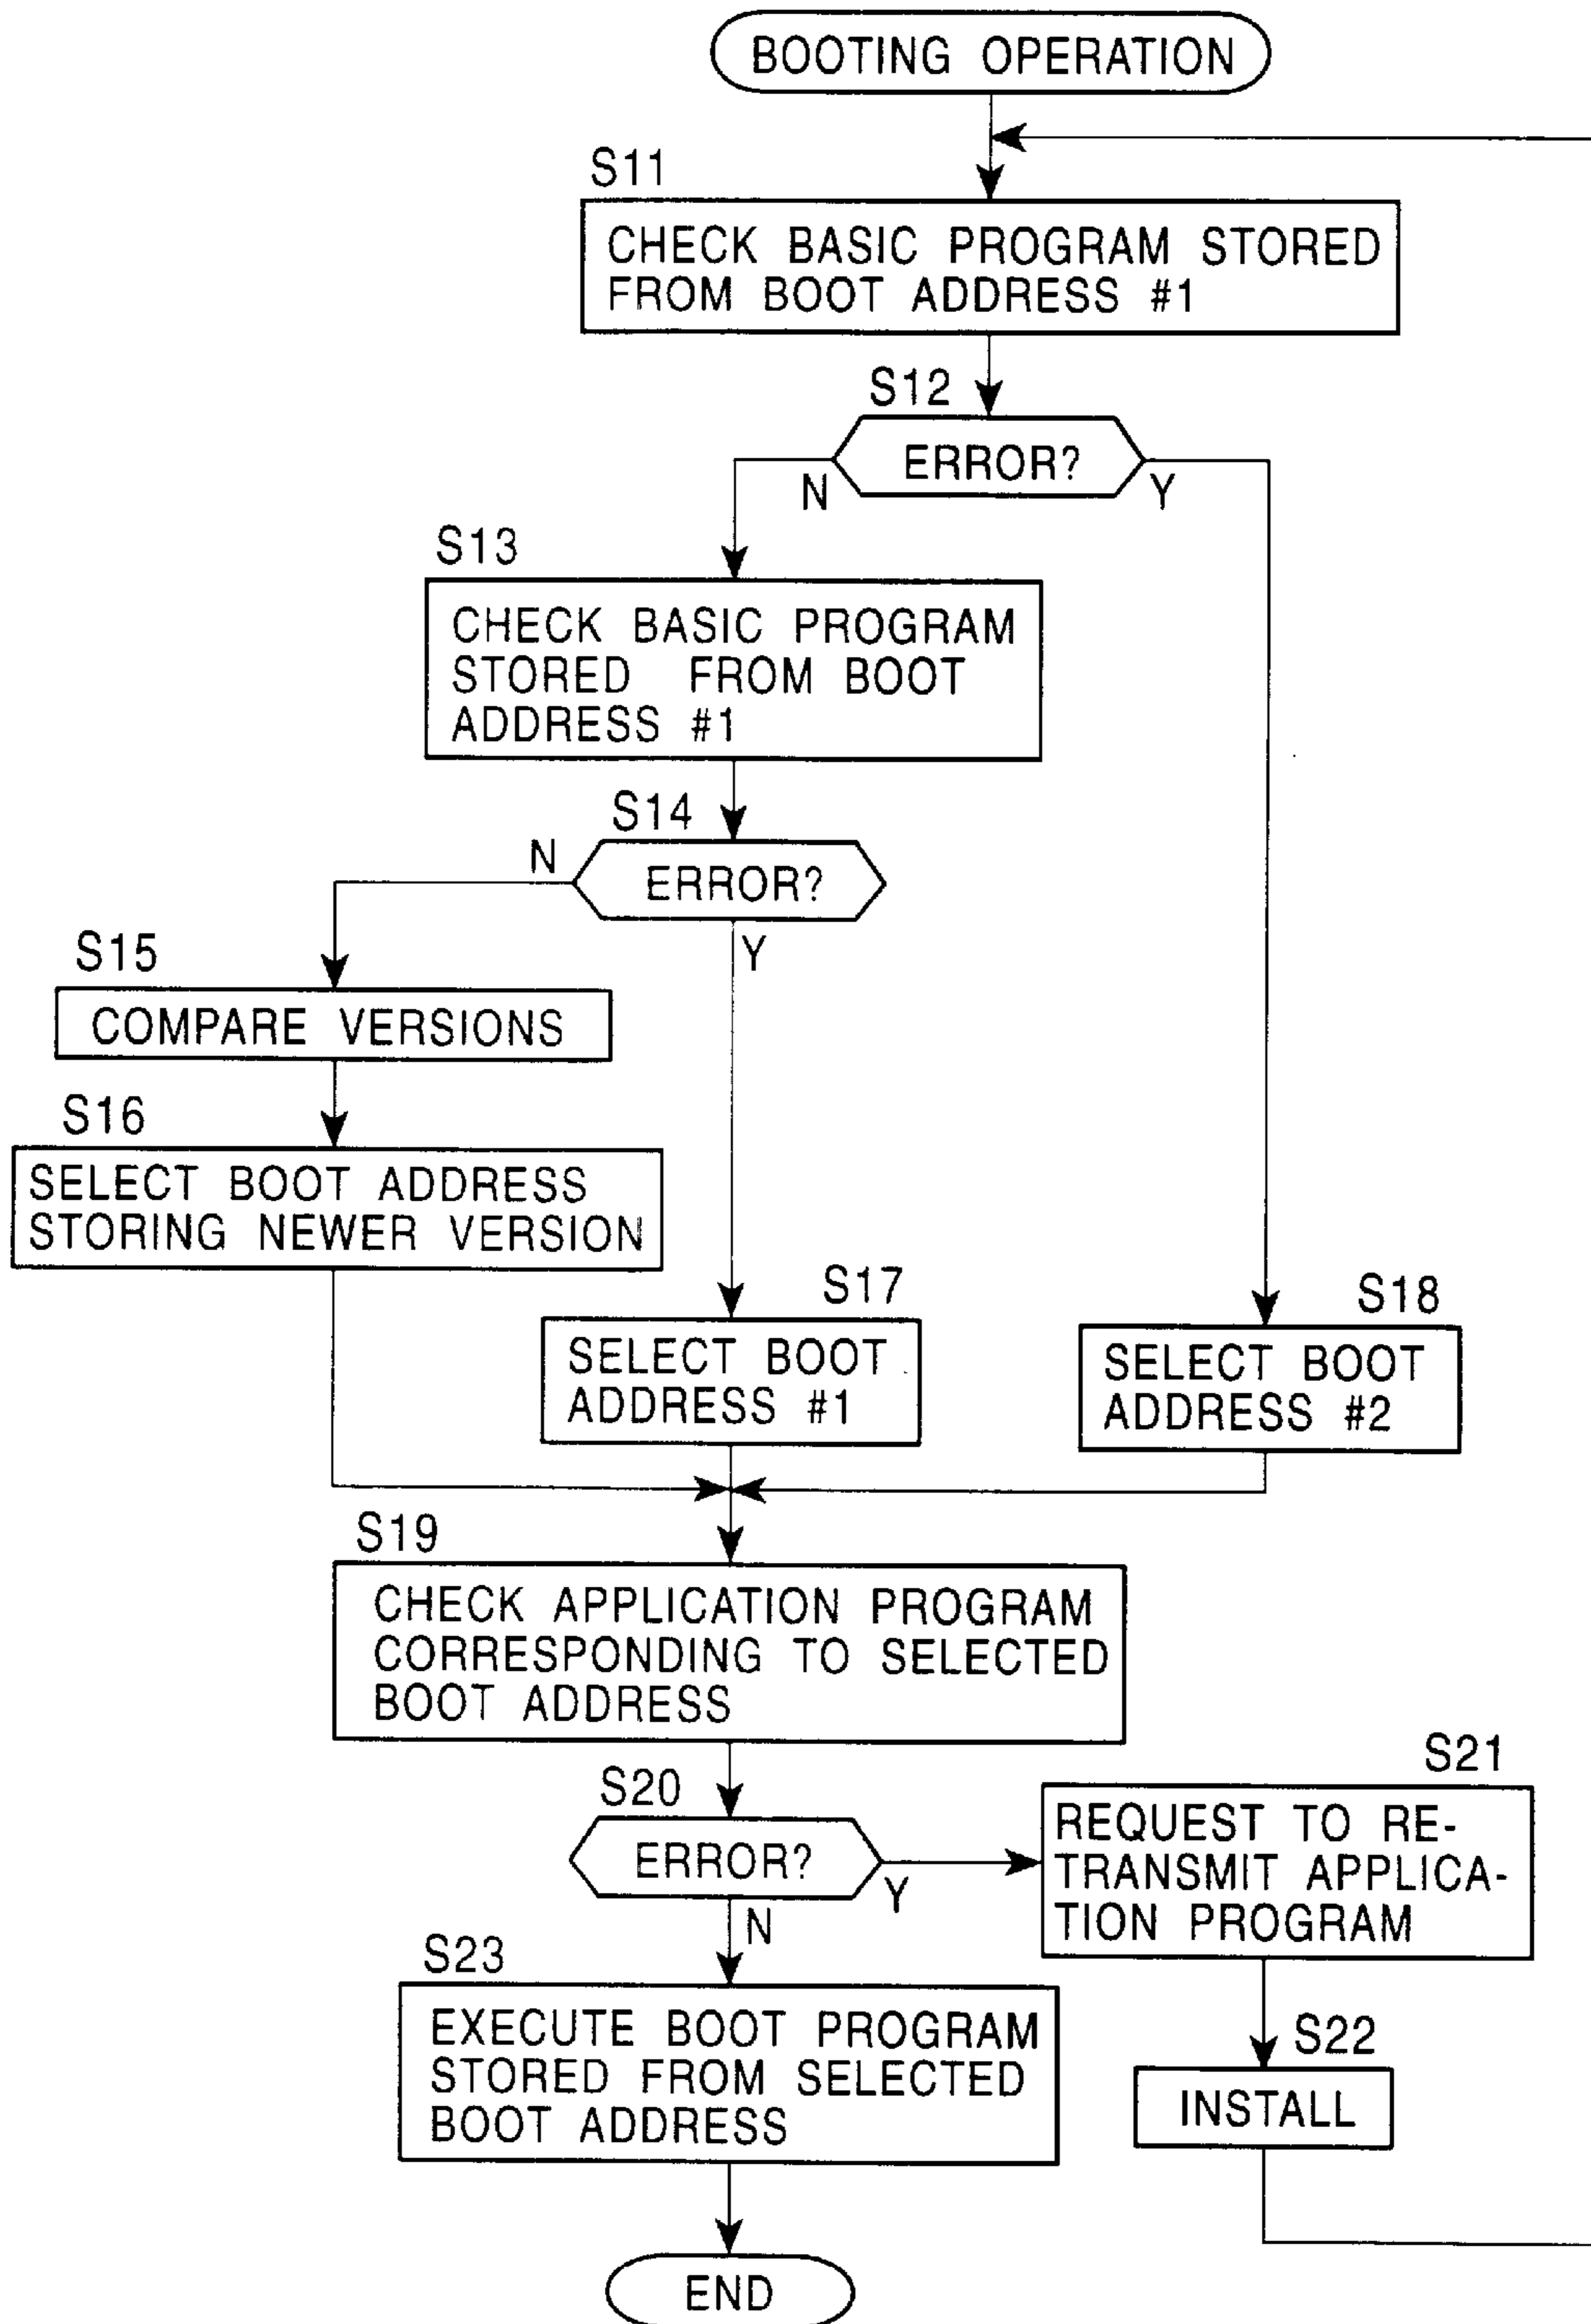 BOOTING OPERATION
S11
CHECK BASIC PROGRAM STORED
FROM BOOT ADDRESS #1
S12
ERROR?
N
Y
S13
CHECK BASIC PROGRAM
STORED FROM BOOT
ADDRESS #1
S14
N
ERROR?
Y
S15
COMPARE VERSIONS
S16
SELECT BOOT ADDRESS
STORING NEWER VERSION
S17
SELECT BOOT
ADDRESS #1
S18
SELECT BOOT
ADDRESS #2
S19
CHECK APPLICATION PROGRAM
CORRESPONDING TO SELECTED
BOOT ADDRESS
S20
ERROR?
Y
N
S21
REQUEST TO RE-
TRANSMIT APPLICA-
TION PROGRAM
S22
INSTALL
S23
EXECUTE BOOT PROGRAM
STORED FROM SELECTED
BOOT ADDRESS
END